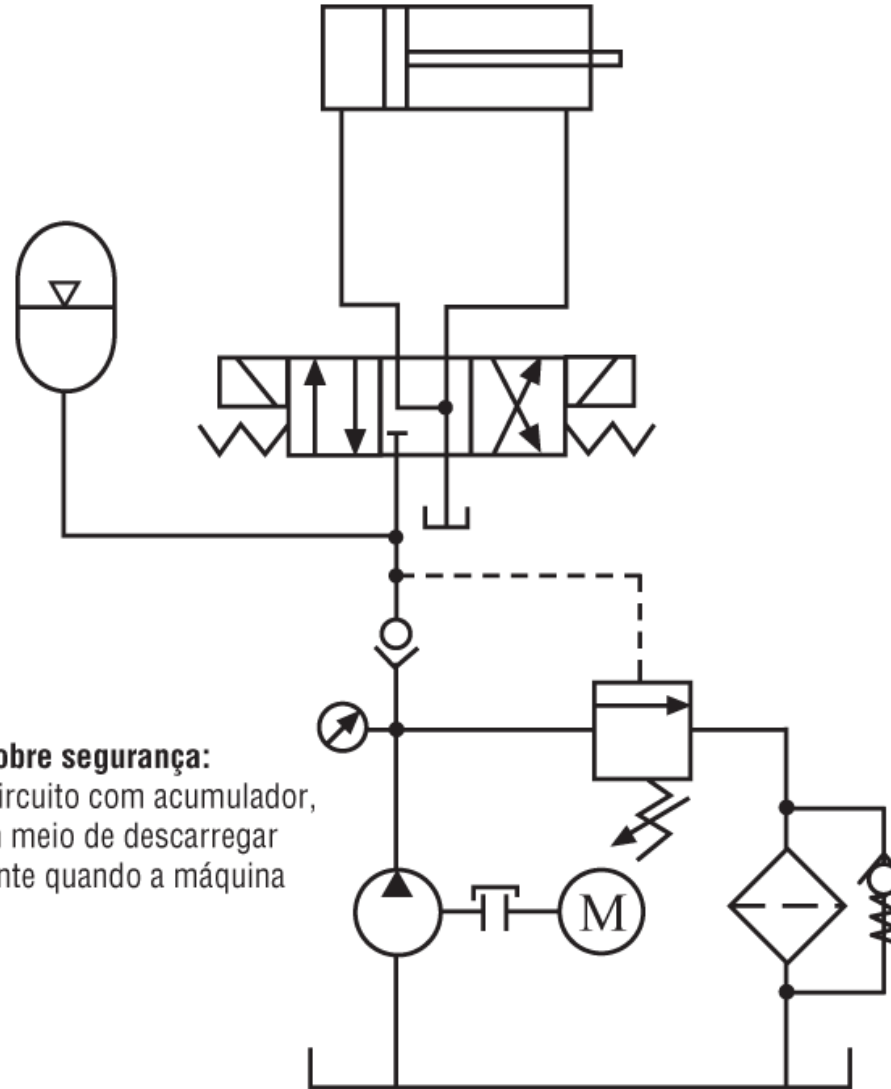 obre segurança:
ircuito com acumulador,
meio de descarregar
nte quando a máquina
M